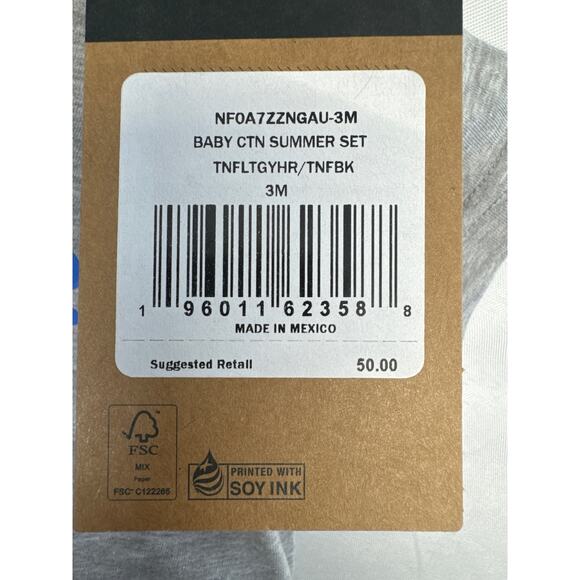 NF0A7ZZNGAU-3M
BABY CTN SUMMER SET
TNFLTGYHR/TNFBK
3M
1 96011 62358 8
MADE IN MEXICO
Suggested Retail 50.00
FSC
MIX
Paper
FSC™ C122265
PRINTED WITH
SOY INK